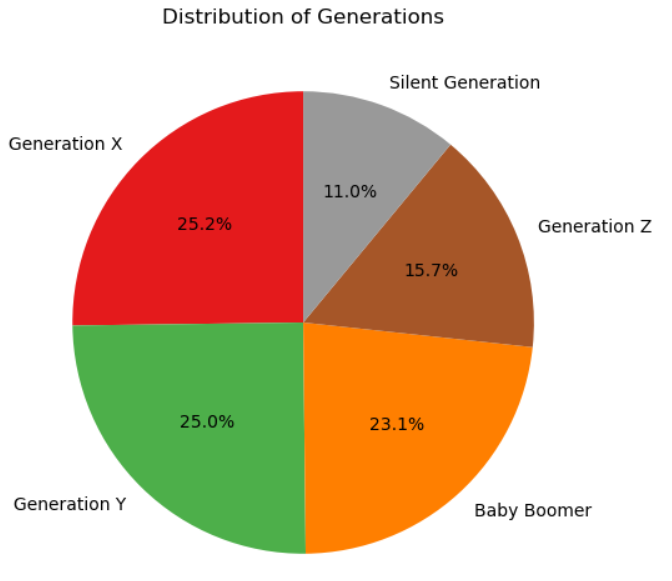 Distribution of Generations
Silent Generation
Generation X
11.0%
25.2%
Generation Z
15.7%
25.0%
23.1%
Generation Y
Baby Boomer